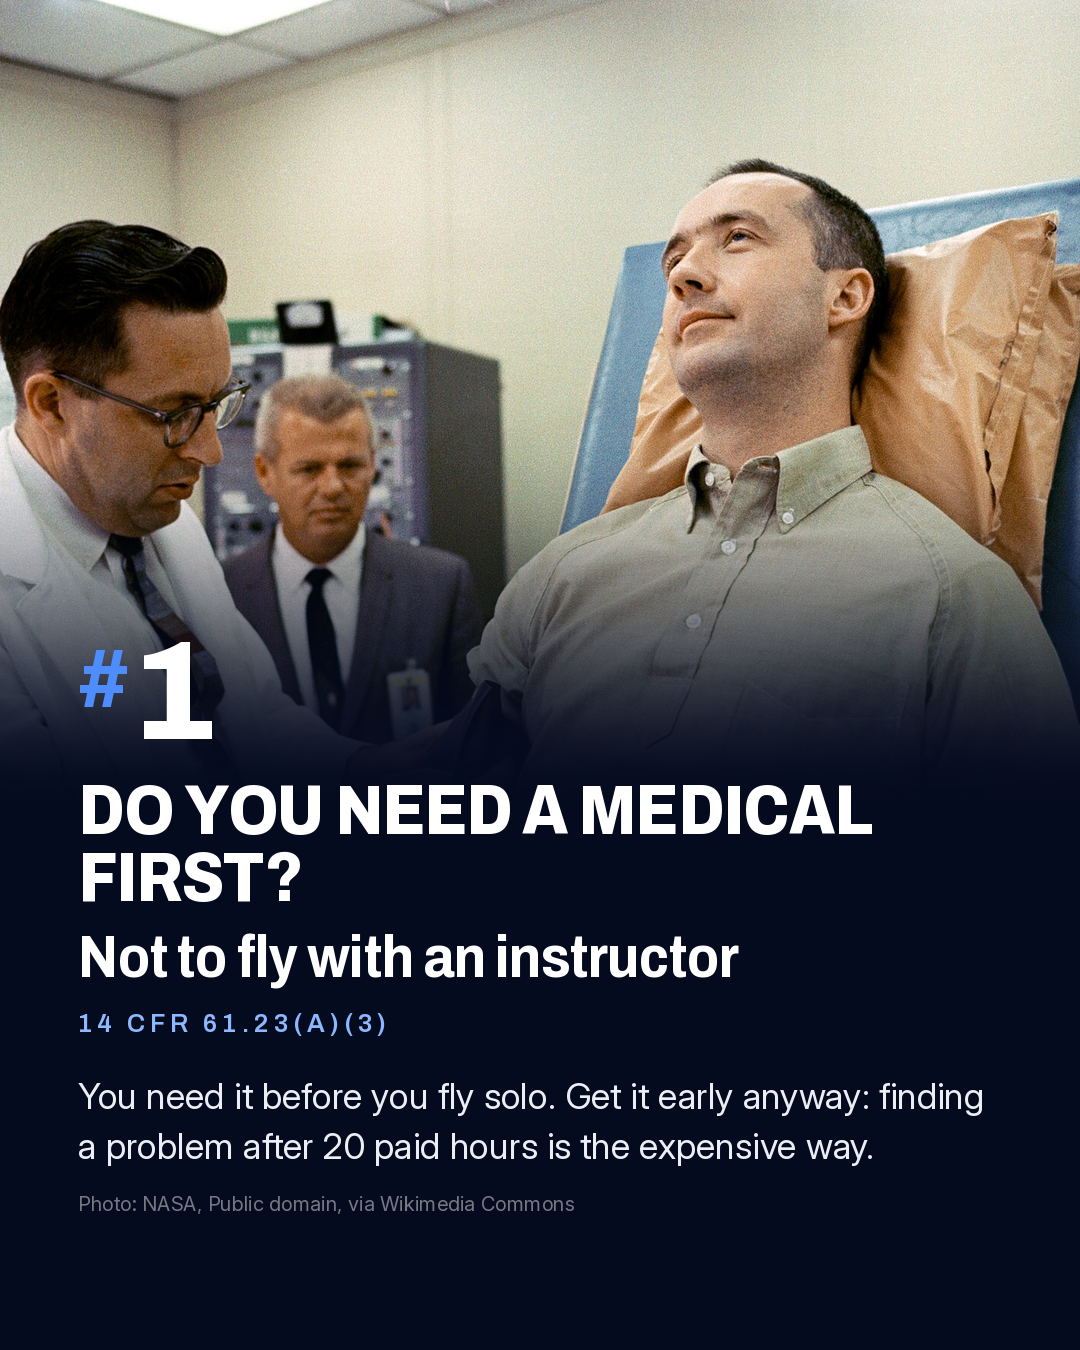 #1
DO YOU NEED A MEDICAL
FIRST?
Not to fly with an instructor
14 CFR 61.23(A)(3)
You need it before you fly solo. Get it early anyway: finding
a problem after 20 paid hours is the expensive way.
Photo: NASA, Public domain, via Wikimedia Commons